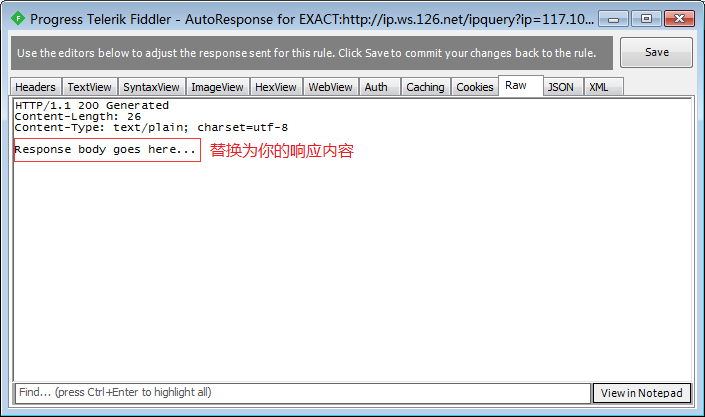 Progress Telerik Fiddler - AutoResponse for EXACT:http://ip.ws.126.net/ipquery?ip=117.10...
Use the editors below to adjust the response sent for this rule. Click Save to commit your changes back to the rule.
Save
Headers TextView SyntaxView ImageView HexView WebView Auth Caching Cookies Raw JSON XML
HTTP/1.1 200 Generated
Content-Length: 26
Content-Type: text/plain; charset=utf-8
Response body goes here... 替换为你的响应内容
Find... (press Ctrl+Enter to highlight all) View in Notepad